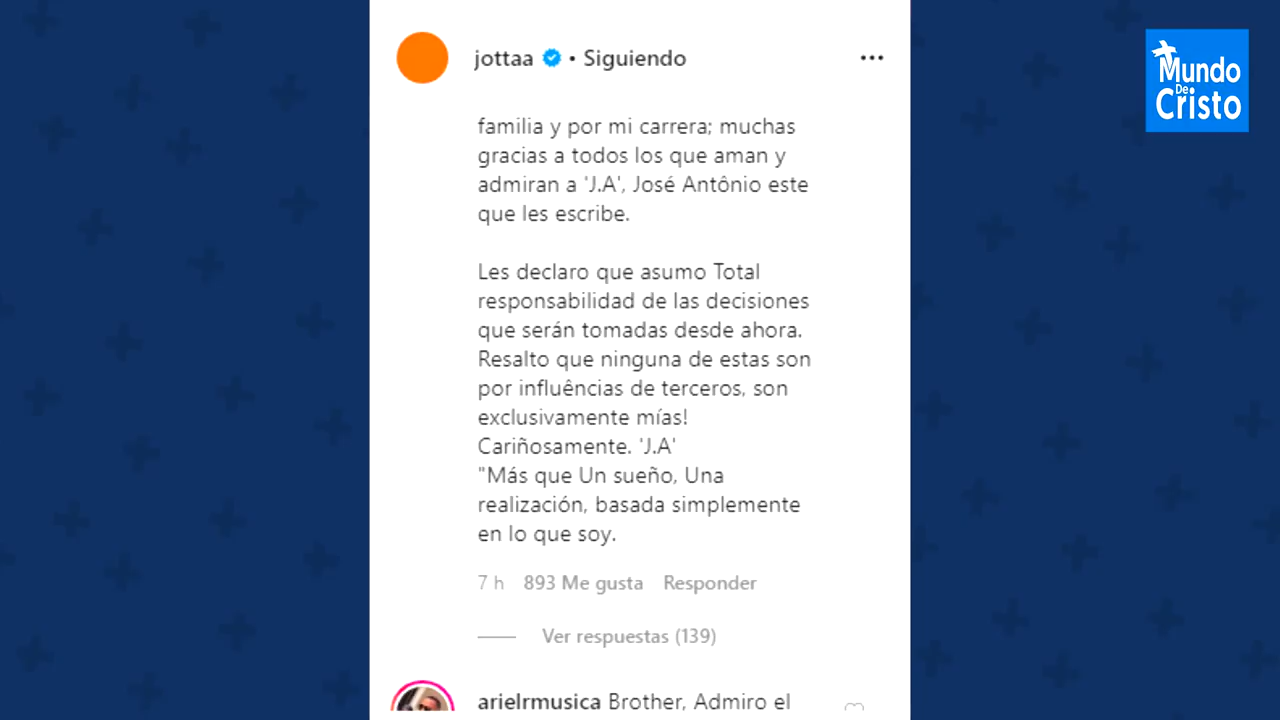 jottaa • Siguiendo
Mundo
De
Cristo
familia y por mi carrera; muchas
gracias a todos los que aman y
admiran a 'J.A', José Antônio este
que les escribe.
Les declaro que asumo Total
responsabilidad de las decisiones
que serán tomadas desde ahora.
Resalto que ninguna de estas son
por influências de terceros, son
exclusivamente mías!
Cariñosamente. 'J.A'
"Más que Un sueño, Una
realización, basada simplemente
en lo que soy.
7 h 893 Me gusta Responder
Ver respuestas (139)
arielrmusica Brother, Admiro el